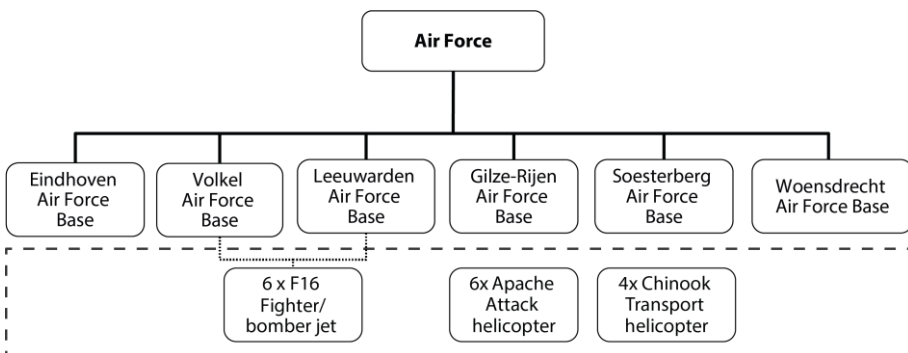 Air Force
Eindhoven
Air Force
Base
Volkel
Air Force
Base
Leeuwarden
Air Force
Base
Gilze-Rijen
Air Force
Base
Soesterberg
Air Force
Base
Woensdrecht
Air Force Base
6 x F16
Fighter/
bomber jet
6x Apache
Attack
helicopter
4x Chinook
Transport
helicopter